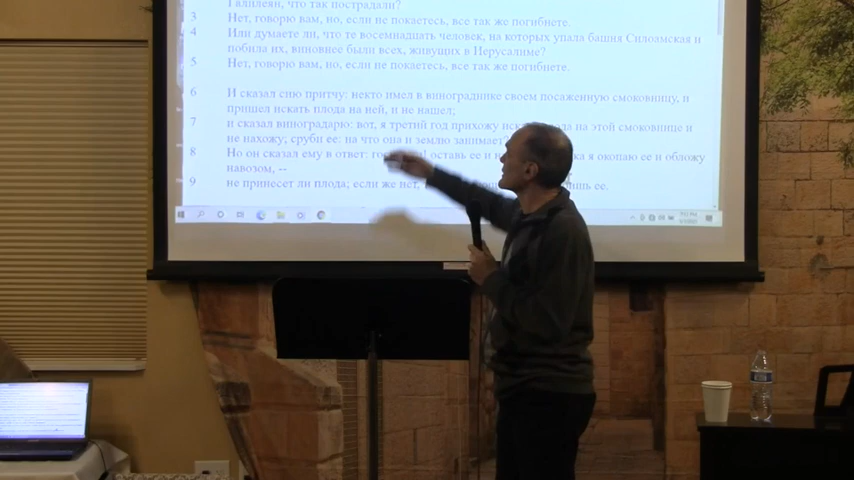 Галилеян, что так пострадали?
3 Нет, говорю вам, но, если не покаетесь, все так же погибнете.
4 Или думаете ли, что те восемнадцать человек, на которых упала башня Силоамская и
побила их, виновнее были всех, живущих в Иерусалиме?
5 Нет, говорю вам, но, если не покаетесь, все так же погибнете.
6 И сказал сию притчу: некто имел в винограднике своем посаженную смоковницу, и
пришел искать плода на ней, и не нашел;
7 и сказал виноградарю: вот, я третий год прихожу на этой смоковнице и
не нахожу; сруби ее: на что она и землю занимает?
8 Но он сказал ему в ответ: оставь ее и я окопаю ее и обложу
навозом, --
9 не принесет ли плода; если же нет, ее.